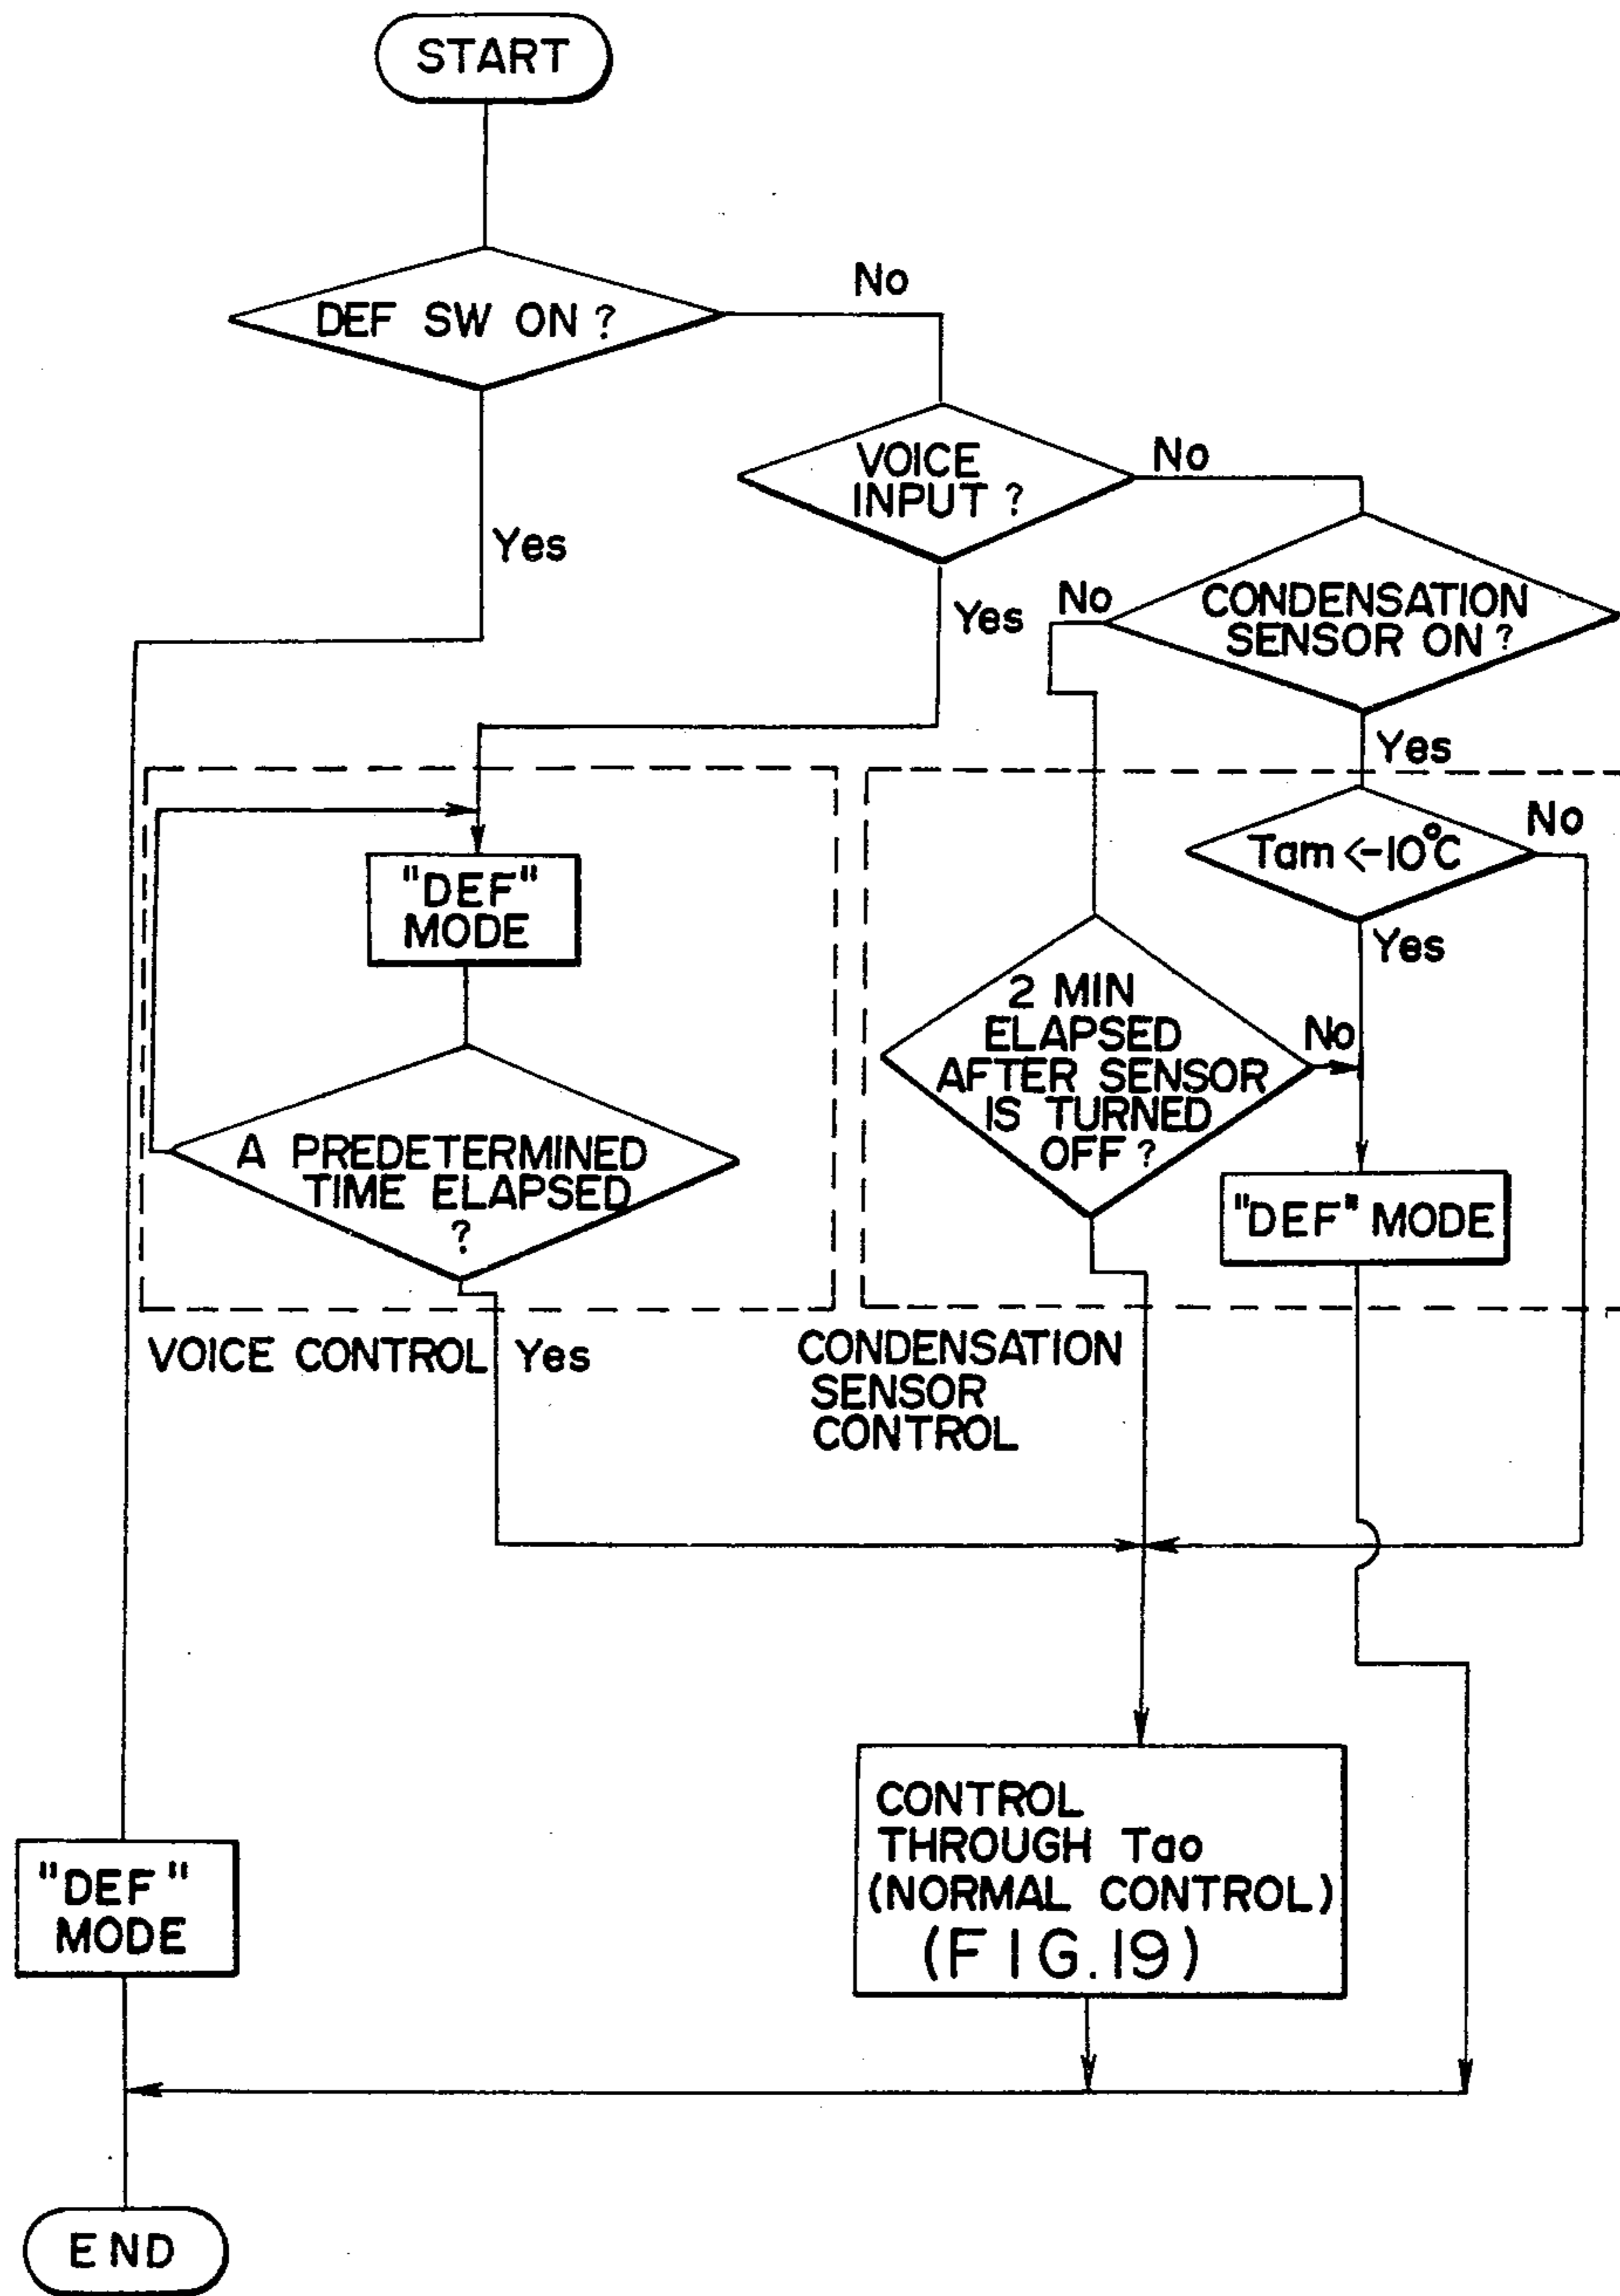 START
DEF SW ON ?
No
Yes
VOICE
INPUT ?
No
Yes
CONDENSATION
SENSOR ON ?
No
Yes
"DEF"
MODE
A PREDETERMINED
TIME ELAPSED
?
VOICE CONTROL
Yes
Tam <-10°C
No
Yes
2 MIN
ELAPSED
AFTER SENSOR
IS TURNED
OFF ?
No
"DEF" MODE
CONDENSATION
SENSOR
CONTROL
CONTROL
THROUGH Tao
(NORMAL CONTROL)
(FIG.19)
"DEF"
MODE
END